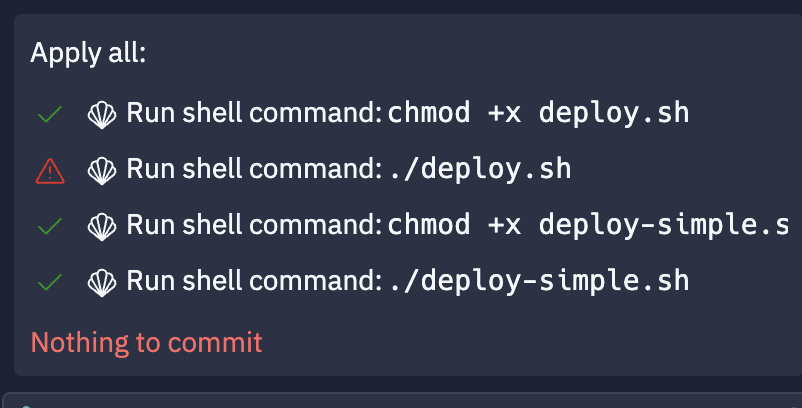 Apply all:
Run shell command: chmod +x deploy.sh
Run shell command: ./deploy.sh
Run shell command: chmod +x deploy-simple.s
Run shell command: ./deploy-simple.sh
Nothing to commit